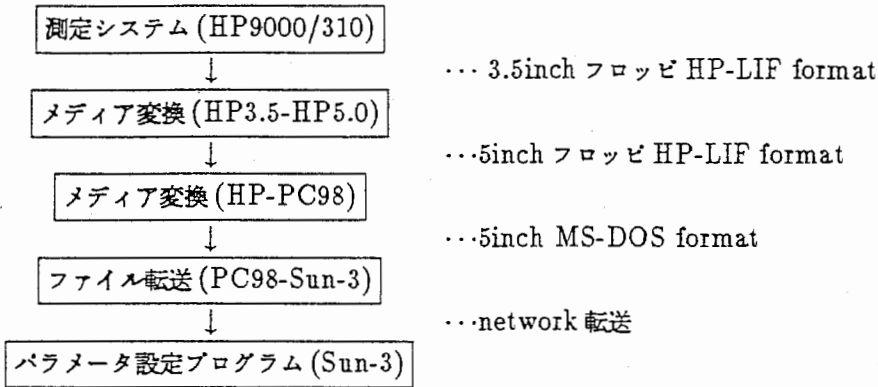 測定システム(HP9000/310)
↓
··· 3.5inch フロッピ HP-LIF format
メディア変換(HP3.5-HP5.0)
↓
···5inch フロッピ HP-LIF format
メディア変換(HP-PC98)
↓
···5inch MS-DOS format
ファイル転送(PC98-Sun-3)
↓
···network 転送
パラメータ設定プログラム(Sun-3)